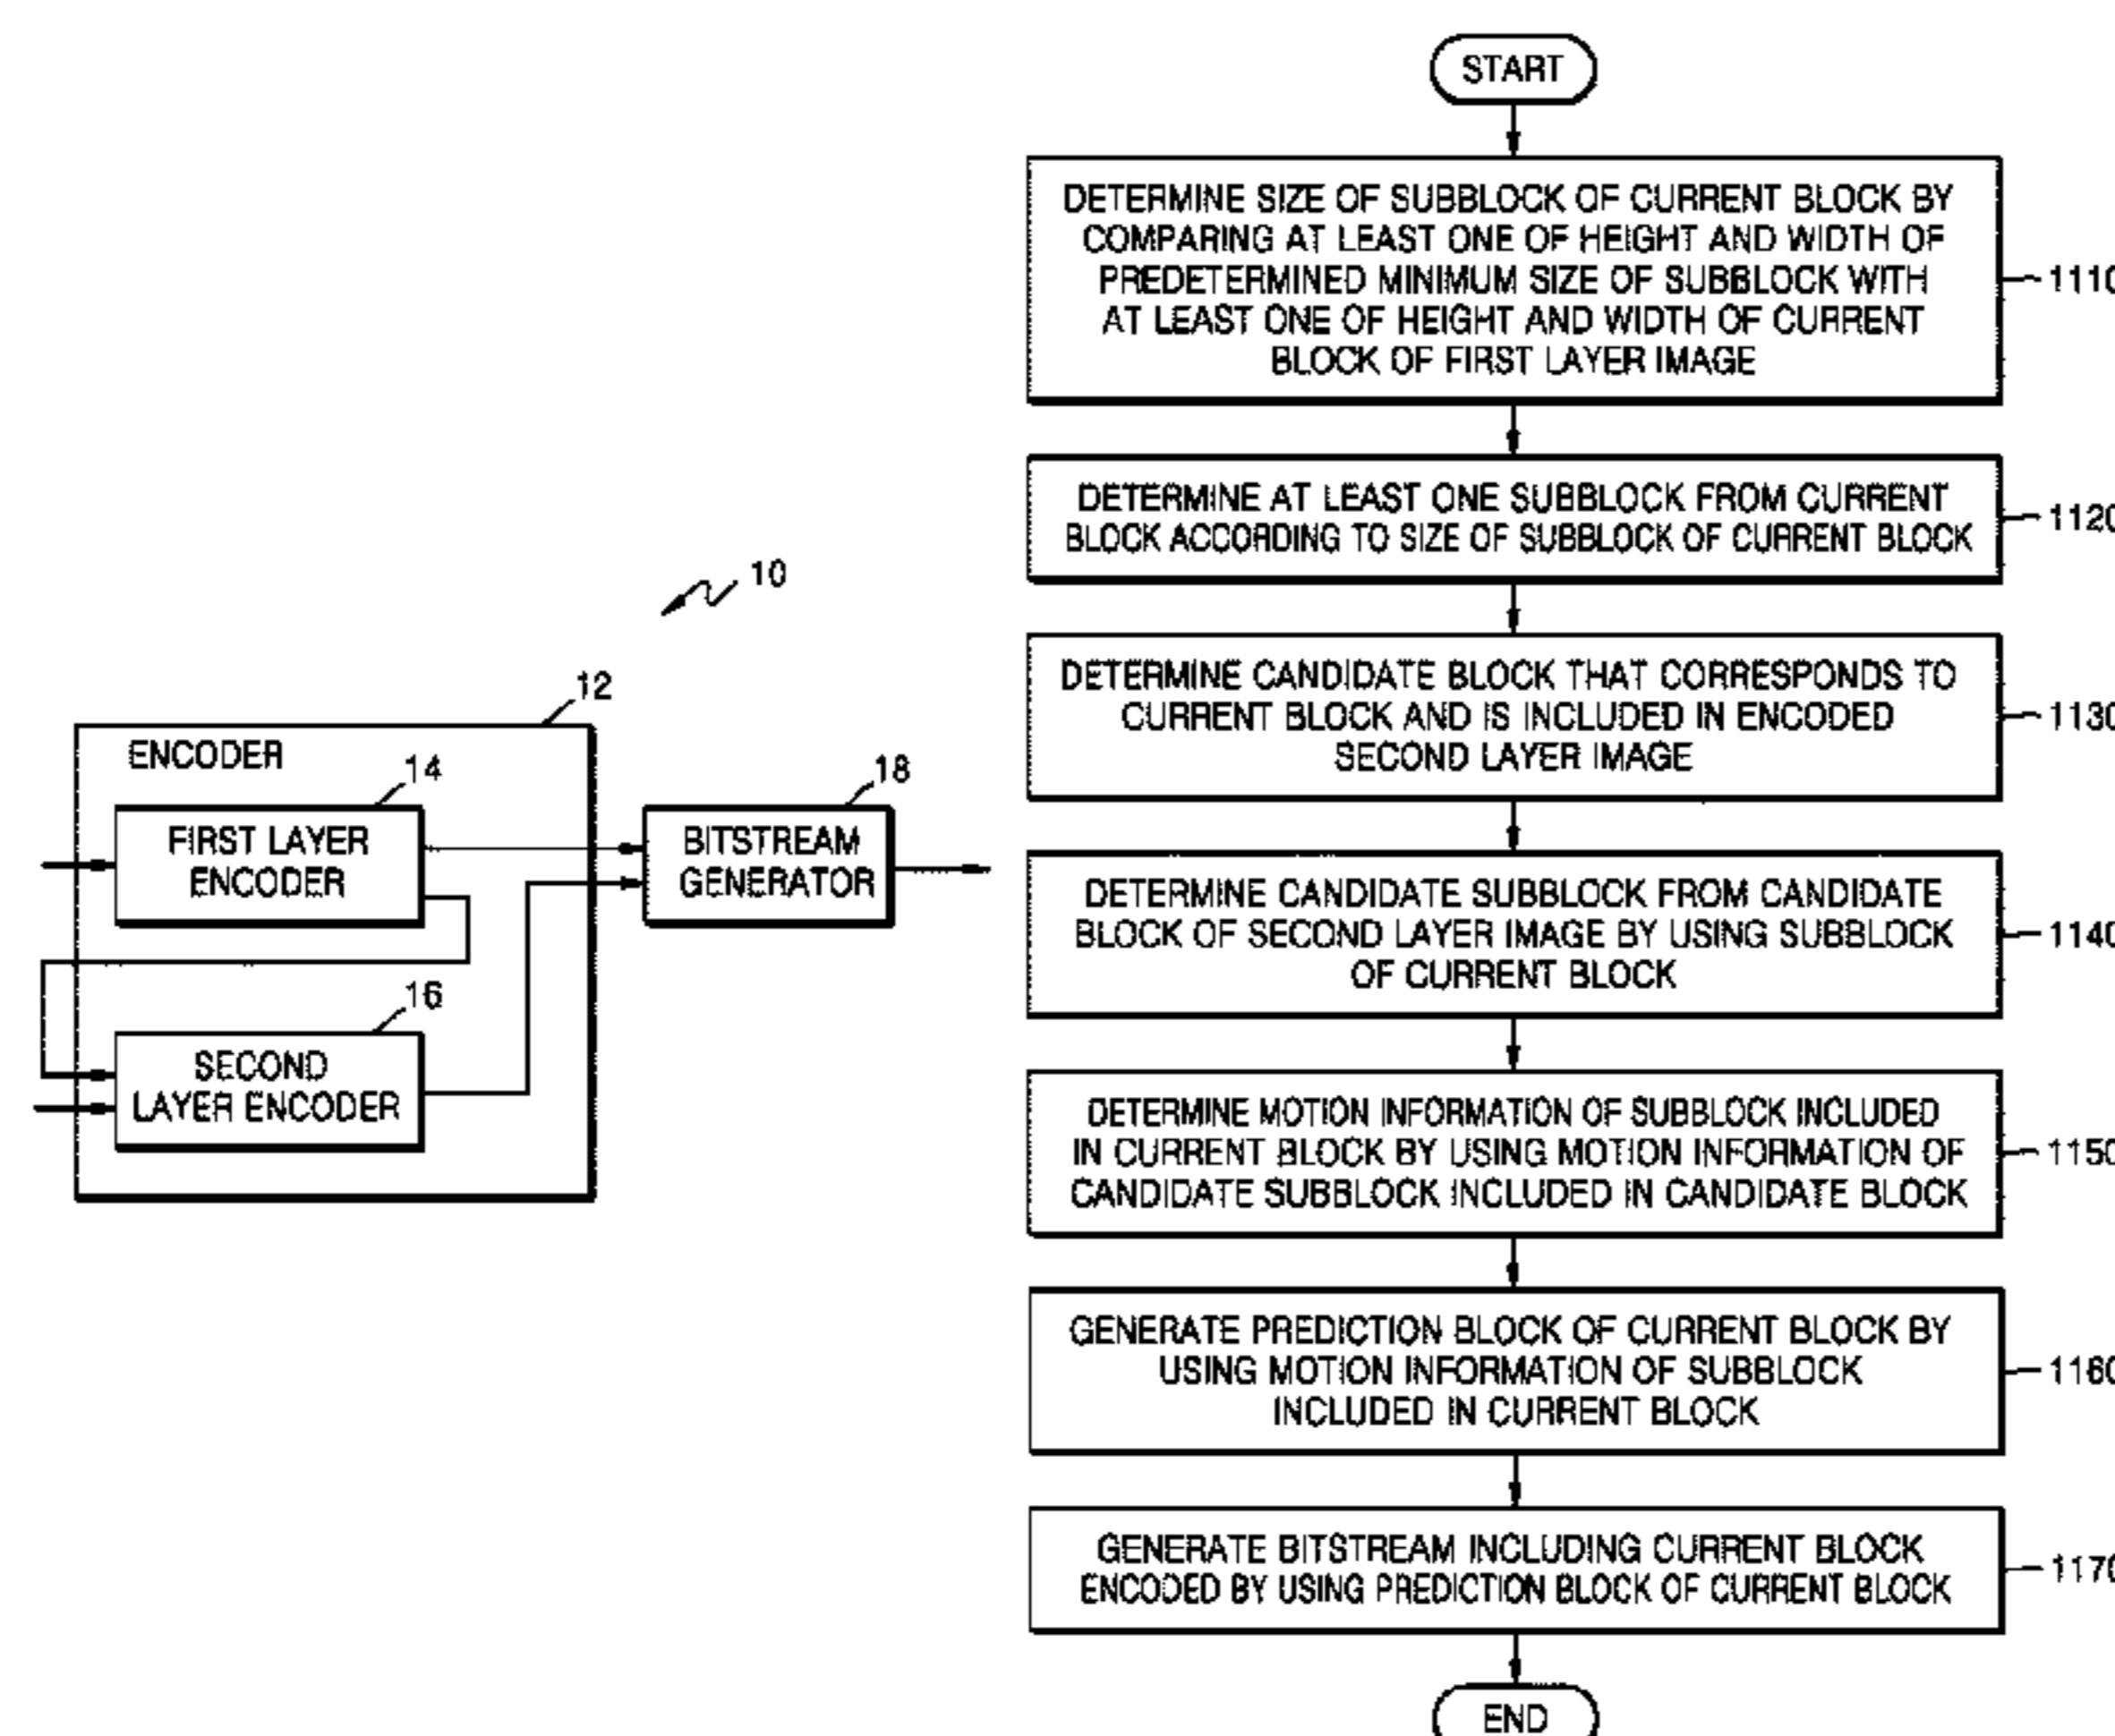 10
12
ENCODER
14
FIRST LAYER
ENCODER
18
BITSTREAM
GENERATOR
16
SECOND
LAYER ENCODER
START
DETERMINE SIZE OF SUBBLOCK OF CURRENT BLOCK BY
COMPARING AT LEAST ONE OF HEIGHT AND WIDTH OF
PREDETERMINED MINIMUM SIZE OF SUBBLOCK WITH
AT LEAST ONE OF HEIGHT AND WIDTH OF CURRENT
BLOCK OF FIRST LAYER IMAGE
1110
DETERMINE AT LEAST ONE SUBBLOCK FROM CURRENT
BLOCK ACCORDING TO SIZE OF SUBBLOCK OF CURRENT BLOCK
1120
DETERMINE CANDIDATE BLOCK THAT CORRESPONDS TO
CURRENT BLOCK AND IS INCLUDED IN ENCODED
SECOND LAYER IMAGE
1130
DETERMINE CANDIDATE SUBBLOCK FROM CANDIDATE
BLOCK OF SECOND LAYER IMAGE BY USING SUBBLOCK
OF CURRENT BLOCK
1140
DETERMINE MOTION INFORMATION OF SUBBLOCK INCLUDED
IN CURRENT BLOCK BY USING MOTION INFORMATION OF
CANDIDATE SUBBLOCK INCLUDED IN CANDIDATE BLOCK
1150
GENERATE PREDICTION BLOCK OF CURRENT BLOCK BY
USING MOTION INFORMATION OF SUBBLOCK
INCLUDED IN CURRENT BLOCK
1160
GENERATE BITSTREAM INCLUDING CURRENT BLOCK
ENCODED BY USING PREDICTION BLOCK OF CURRENT BLOCK
1170
END